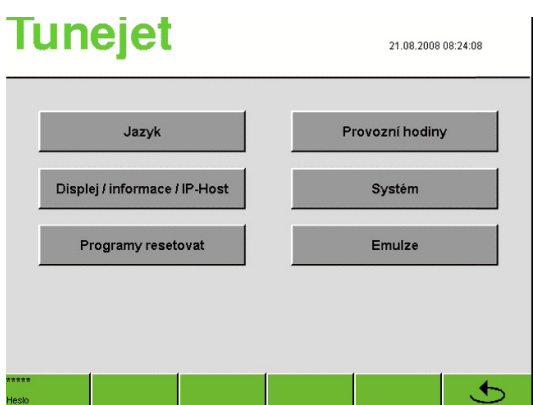 Tunejet
21.08.2008 08:24:08
Jazyk
Provozní hodiny
Displej / informace / IP-Host
Systém
Programy resetovat
Emulze
*****
Heslo